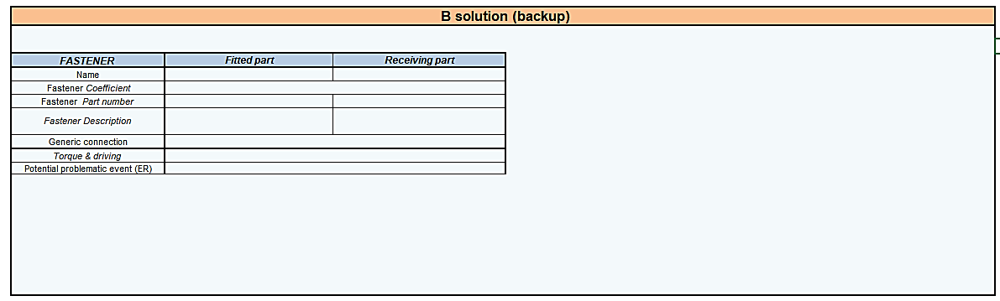 B solution (backup)
FASTENER Fitted part Receiving part
Name
Fastener Coefficient
Fastener Part number
Fastener Description
Generic connection
Torque & driving
Potential problematic event (ER)